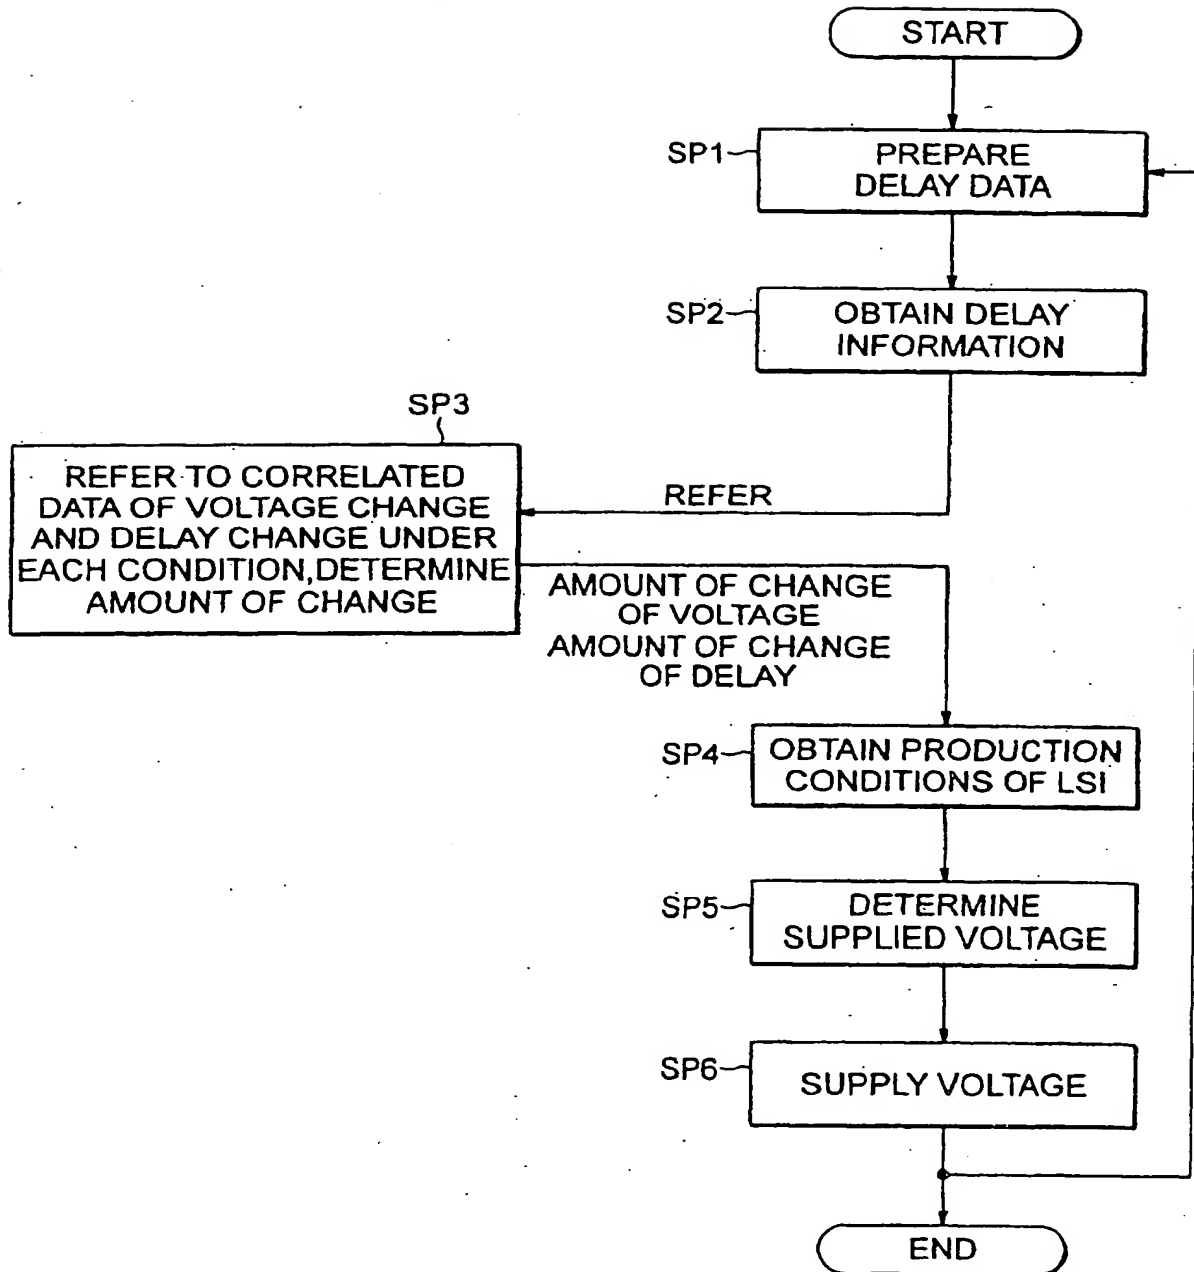 START
SP1
PREPARE
DELAY DATA
SP2
OBTAIN DELAY
INFORMATION
SP3
REFER TO CORRELATED
DATA OF VOLTAGE CHANGE
AND DELAY CHANGE UNDER
EACH CONDITION,DETERMINE
AMOUNT OF CHANGE
REFER
AMOUNT OF CHANGE
OF VOLTAGE
AMOUNT OF CHANGE
OF DELAY
SP4
OBTAIN PRODUCTION
CONDITIONS OF LSI
SP5
DETERMINE
SUPPLIED VOLTAGE
SP6
SUPPLY VOLTAGE
END